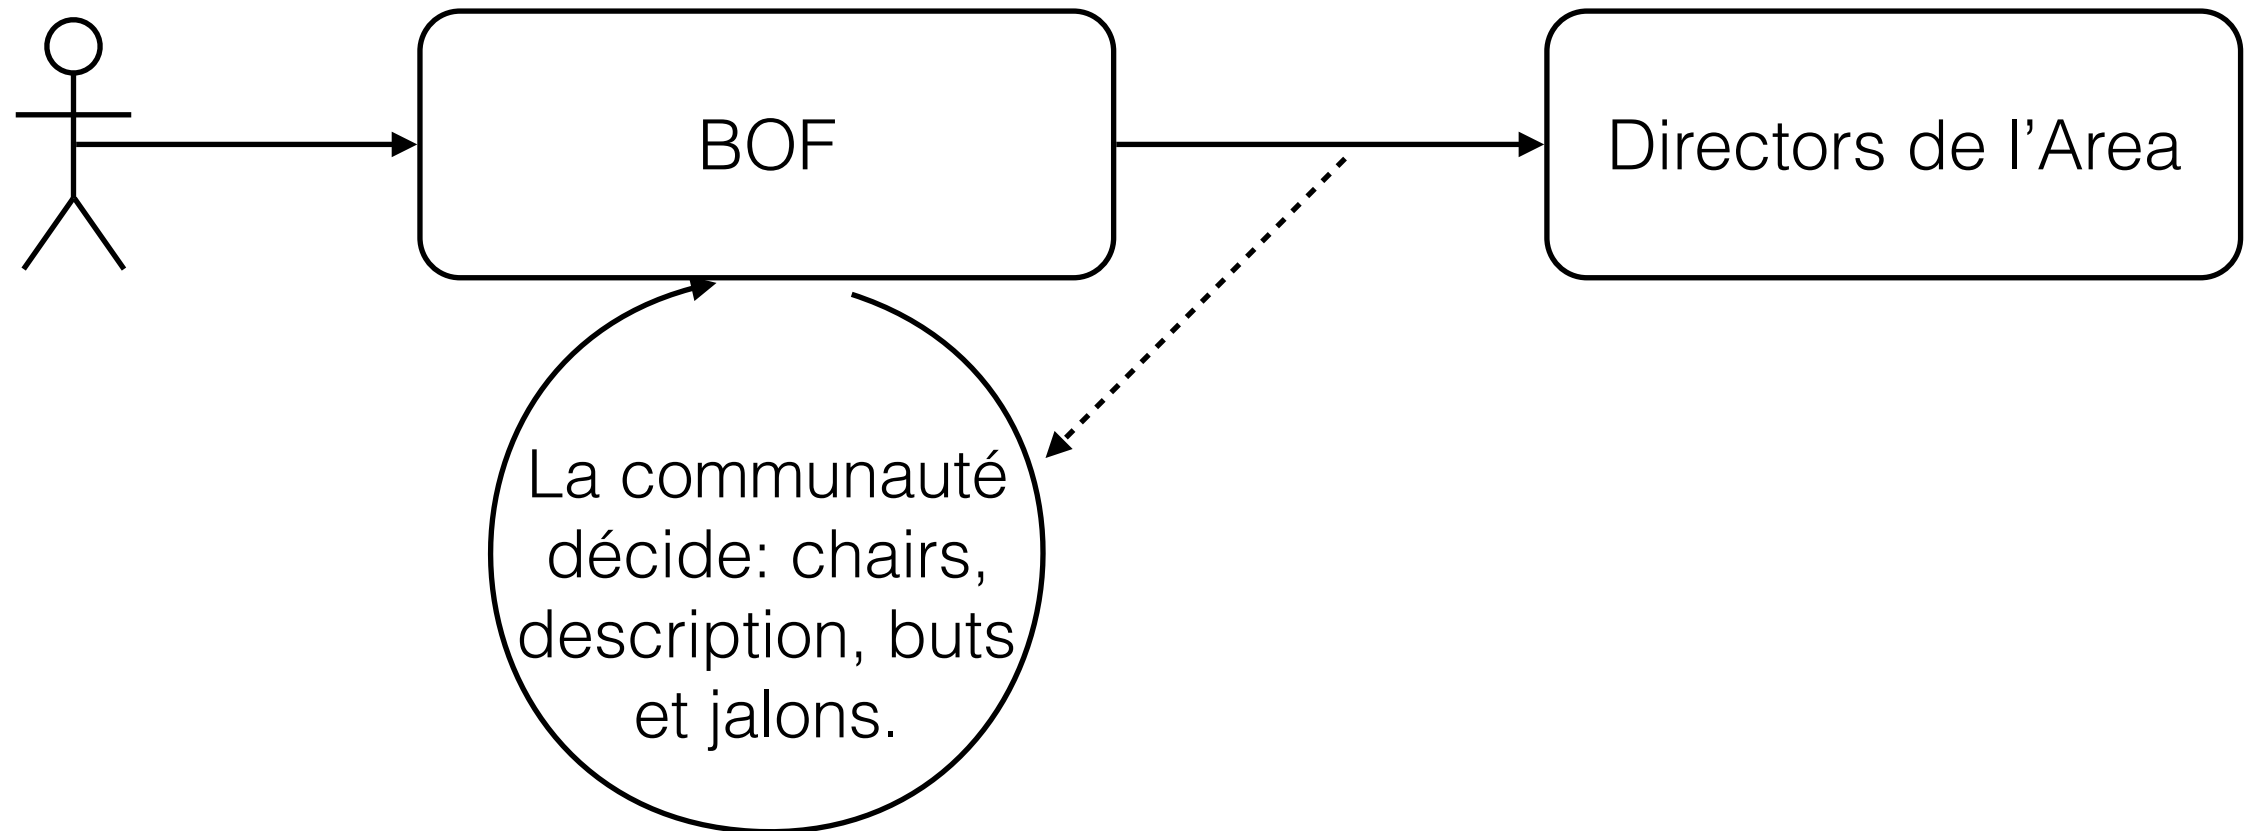 BOF
Directors de l’Area
La communauté
décide: chairs,
description, buts
et jalons.